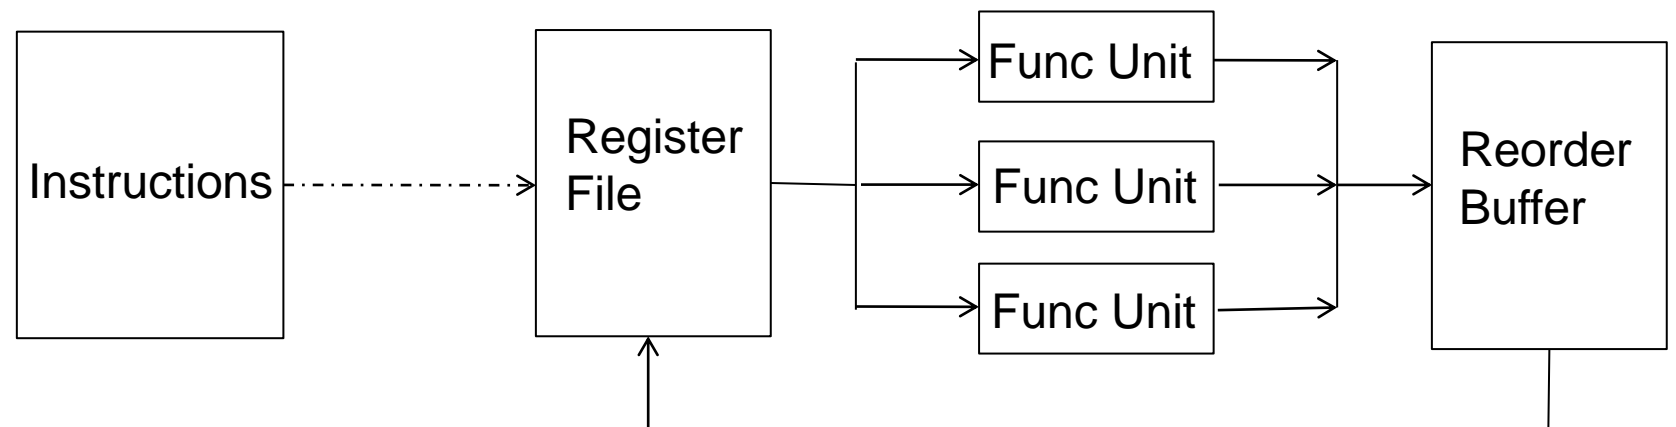 Instructions
Register
File
Func Unit
Func Unit
Func Unit
Reorder
Buffer